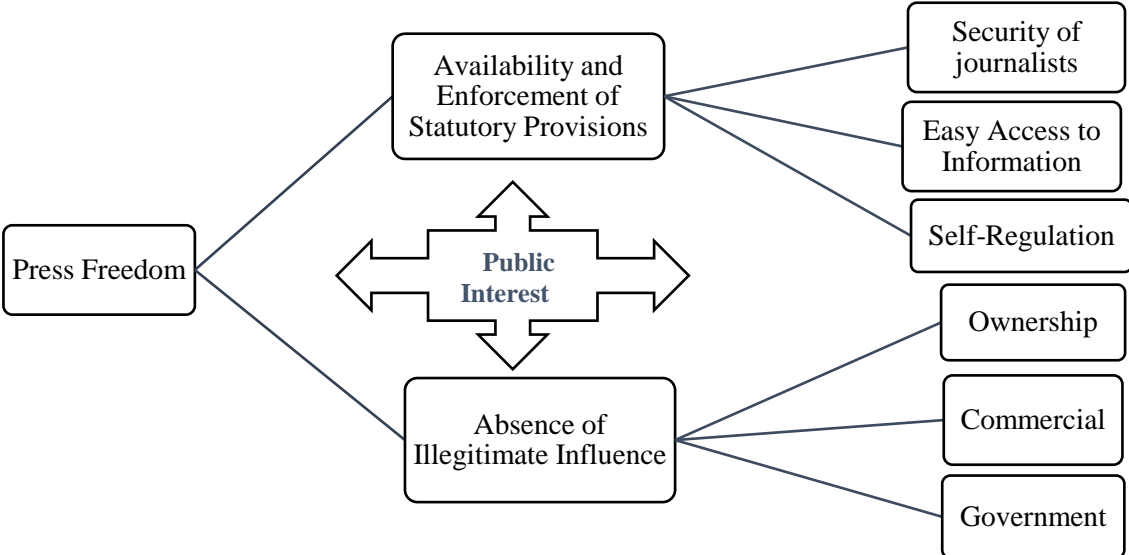 Press Freedom
Availability and
Enforcement of
Statutory Provisions
Security of
journalists
Easy Access to
Information
Self-Regulation
Public
Interest
Absence of
Illegitimate Influence
Ownership
Commercial
Government